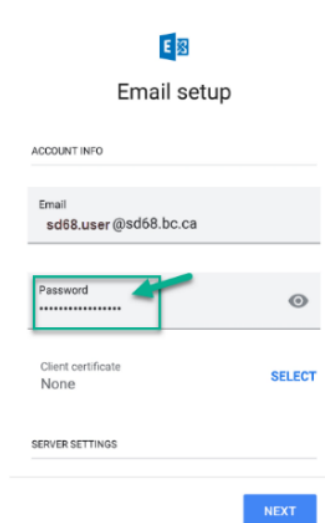 Email setup
ACCOUNT INFO
Email
sd68.user@sd68.bc.ca
Password
•••••••••••••••••
Client certificate
None
SELECT
SERVER SETTINGS
NEXT